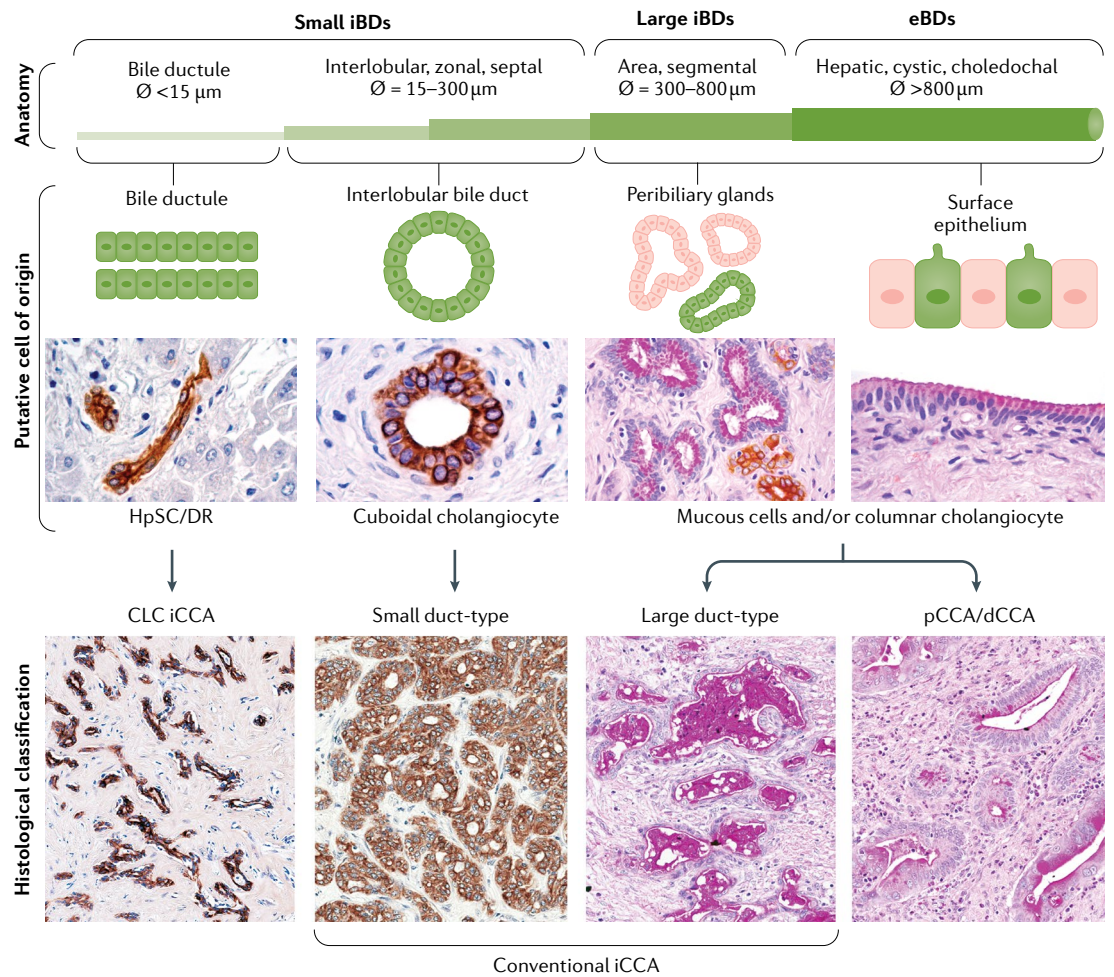 Small iBDs
Large iBDs
eBDs
Anatomy
Bile ductule
Ø <15 µm
Interlobular, zonal, septal
Ø = 15–300 µm
Area, segmental
Ø = 300–800 µm
Hepatic, cystic, choledochal
Ø >800 µm
Putative cell of origin
Bile ductule
Interlobular bile duct
Peribiliary glands
Surface
epithelium
HpSC/DR
Cuboidal cholangiocyte
Mucous cells and/or columnar cholangiocyte
Histological classification
CLC iCCA
Small duct-type
Large duct-type
pCCA/dCCA
Conventional iCCA